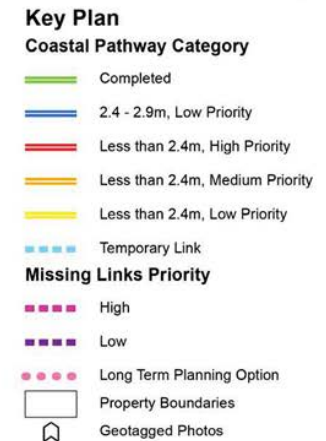 Key Plan
Coastal Pathway Category
Completed
2.4 - 2.9m, Low Priority
Less than 2.4m, High Priority
Less than 2.4m, Medium Priority
Less than 2.4m, Low Priority
Temporary Link
Missing Links Priority
High
Low
Long Term Planning Option
Property Boundaries
Geotagged Photos